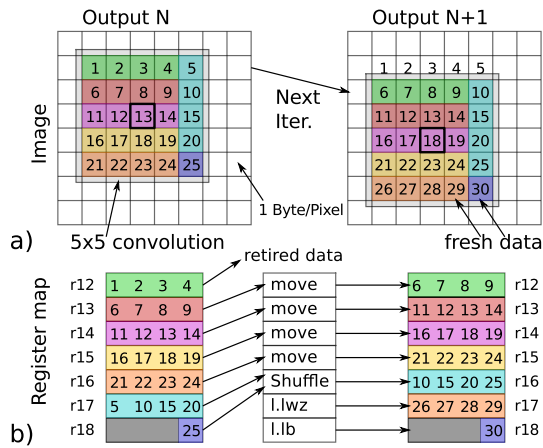 Output N
Output N+1
1 2 3 4 5
6 7 8 9 10
11 12 13 14 15
16 17 18 19 20
21 22 23 24 25
Image
Next
Iter.
1 Byte/Pixel
1 2 3 4 5
6 7 8 9 10
11 12 13 14 15
16 17 18 19 20
21 22 23 24 25
26 27 28 29 30
a)
5x5 convolution
fresh data
retired data
Register map
r12 1 2 3 4 move 6 7 8 9 r12
r13 6 7 8 9 move 11 12 13 14 r13
r14 11 12 13 14 move 16 17 18 19 r14
r15 16 17 18 19 move 21 22 23 24 r15
r16 21 22 23 24 Shuffle 10 15 20 25 r16
r17 5 10 15 20 l.lwz 26 27 28 29 r17
r18 25 l.lb 30 r18
b)